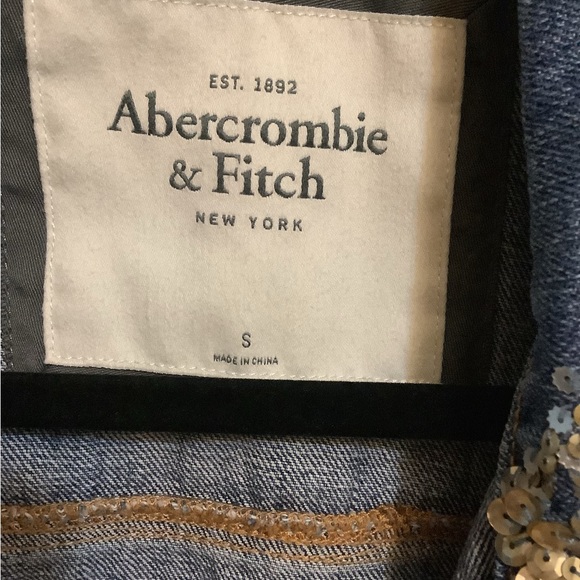 EST. 1892
Abercrombie
& Fitch
NEW YORK
S
MADE IN CHINA